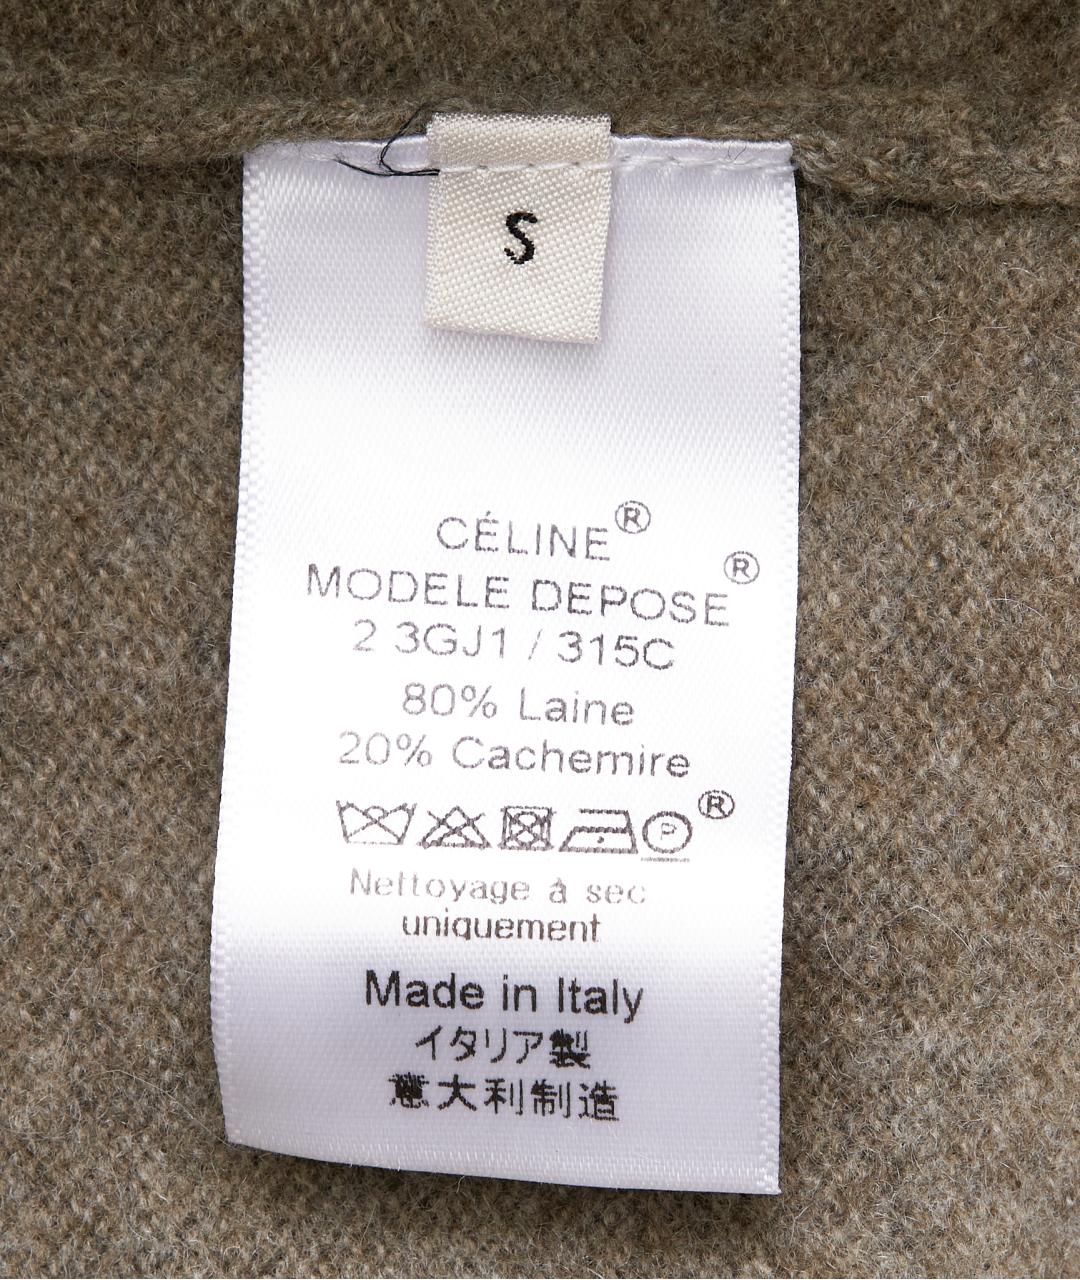 S
CÉLINE®
MODELE DEPOSE®
2 3GJ1 / 315C
80% Laine
20% Cachemire
P®
Nettoyage à sec
uniquement
Made in Italy
イタリア製
意大利制造